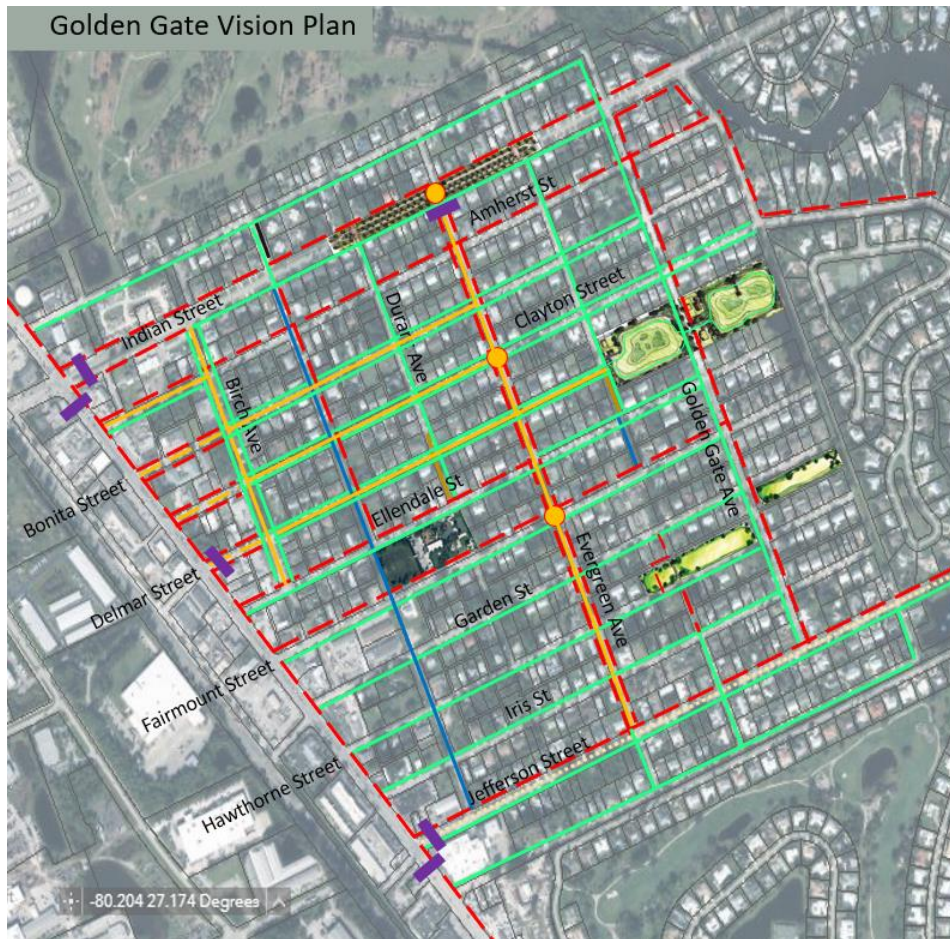 Golden Gate Vision Plan
Amherst St
Indian Street
Clayton Street
Duran Ave
Birch Ave
Golden Gate Ave
Bonita Street
Ellendale St
Delmar Street
Evergreen Ave
Garden St
Fairmount Street
Iris St
Hawthorne Street
Jefferson Street
-80.204 27.174 Degrees